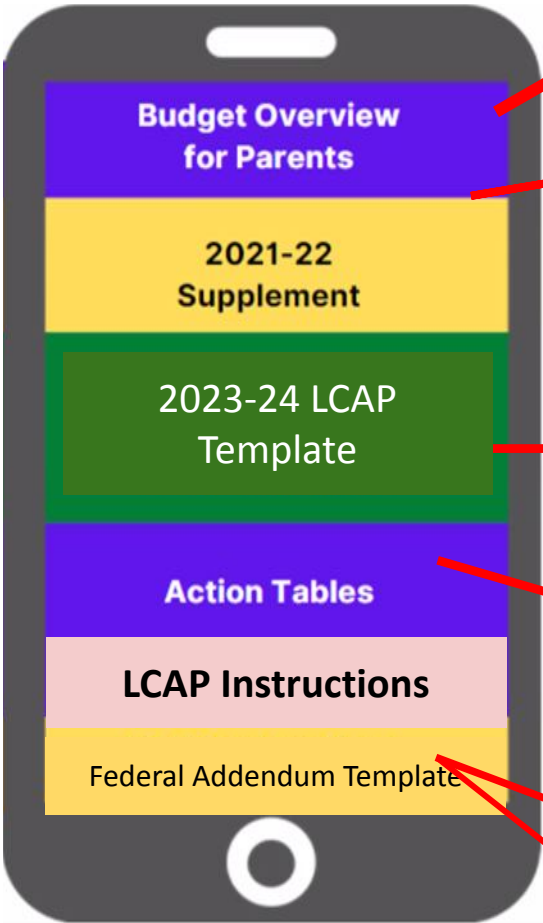 Budget Overview
for Parents
2021-22
Supplement
2023-24 LCAP
Template
Action Tables
LCAP Instructions
Federal Addendum Template